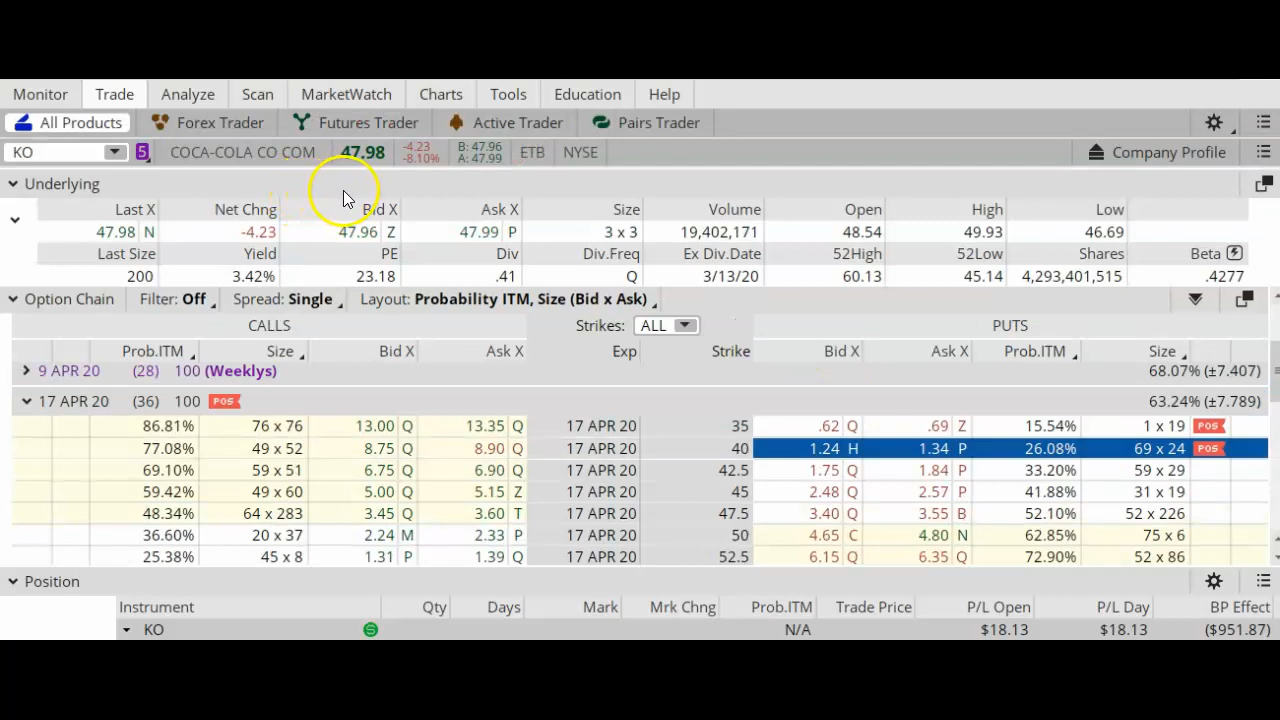 Monitor Trade Analyze Scan MarketWatch Charts Tools Education Help
All Products Forex Trader Futures Trader Active Trader Pairs Trader
KO 5 COCA-COLA CO COM 47.98 -4.23 -8.10% B: 47.96 A: 47.99 ETB NYSE Company Profile
Underlying
Last X Net Chng Bid X Ask X Size Volume Open High Low
47.98 N -4.23 47.96 Z 47.99 P 3 x 3 19,402,171 48.54 49.93 46.69
Last Size Yield PE Div Div.Freq Ex Div.Date 52High 52Low Shares Beta
200 3.42% 23.18 .41 Q 3/13/20 60.13 45.14 4,293,401,515 .4277
Option Chain Filter: Off Spread: Single Layout: Probability ITM, Size (Bid x Ask)
CALLS Strikes: ALL PUTS
Prob.ITM Size Bid X Ask X Exp Strike Bid X Ask X Prob.ITM Size
9 APR 20 (28) 100 (Weeklys) 68.07% (±7.407)
17 APR 20 (36) 100 POS 63.24% (±7.789)
86.81% 76 x 76 13.00 Q 13.35 Q 17 APR 20 35 .62 Q .69 Z 15.54% 1 x 19 POS
77.08% 49 x 52 8.75 Q 8.90 Q 17 APR 20 40 1.24 H 1.34 P 26.08% 69 x 24 POS
69.10% 59 x 51 6.75 Q 6.90 Q 17 APR 20 42.5 1.75 Q 1.84 P 33.20% 59 x 29
59.42% 49 x 60 5.00 Q 5.15 Z 17 APR 20 45 2.48 Q 2.57 P 41.88% 31 x 19
48.34% 64 x 283 3.45 Q 3.60 T 17 APR 20 47.5 3.40 Q 3.55 B 52.10% 52 x 226
36.60% 20 x 37 2.24 M 2.33 P 17 APR 20 50 4.65 C 4.80 N 62.85% 75 x 6
25.38% 45 x 8 1.31 P 1.39 Q 17 APR 20 52.5 6.15 Q 6.35 Q 72.90% 52 x 86
Position
Instrument Qty Days Mark Mrk Chng Prob.ITM Trade Price P/L Open P/L Day BP Effect
KO S N/A $18.13 $18.13 ($951.87)